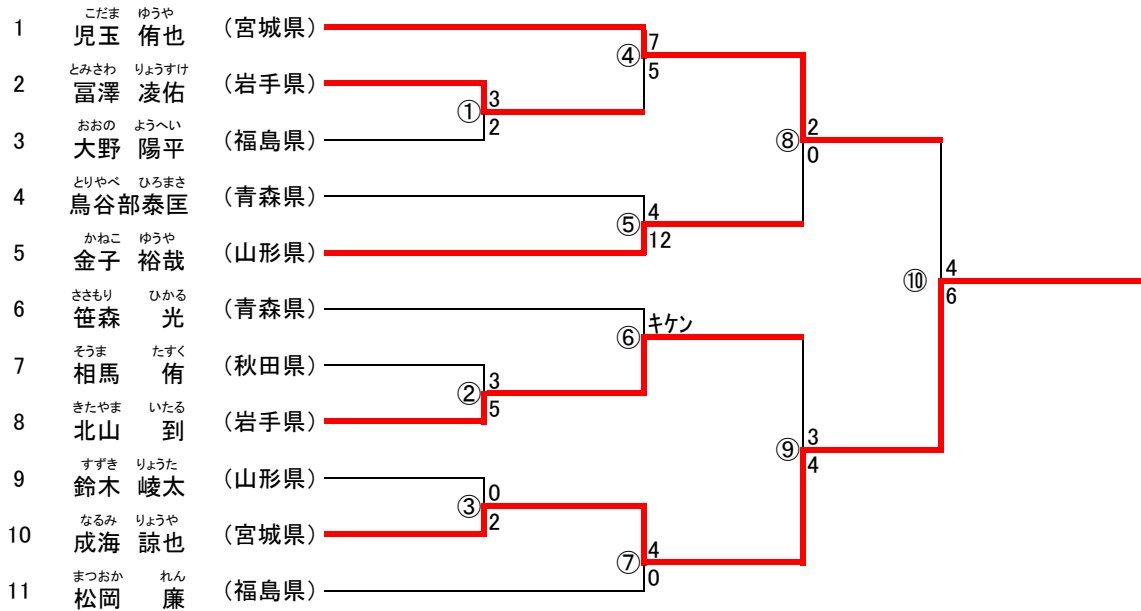 こだま ゆうや
1 児玉 侑也 (宮城県)
7
④
5
とみさわ りょうすけ
2 冨澤 凌佑 (岩手県)
3
①
2
おおの ようへい
3 大野 陽平 (福島県)
2
⑧
0
とりやべ ひろまさ
4 鳥谷部泰匡 (青森県)
4
⑤
12
かねこ ゆうや
5 金子 裕哉 (山形県)
4
⑩
6
ささもり ひかる
6 笹森 光 (青森県)
キケン
⑥
そうま たすく
7 相馬 侑 (秋田県)
3
②
5
きたやま いたる
8 北山 到 (岩手県)
3
⑨
4
すずき りょうた
9 鈴木 崚太 (山形県)
0
③
2
なるみ りょうや
10 成海 諒也 (宮城県)
4
⑦
0
まつおか れん
11 松岡 廉 (福島県)